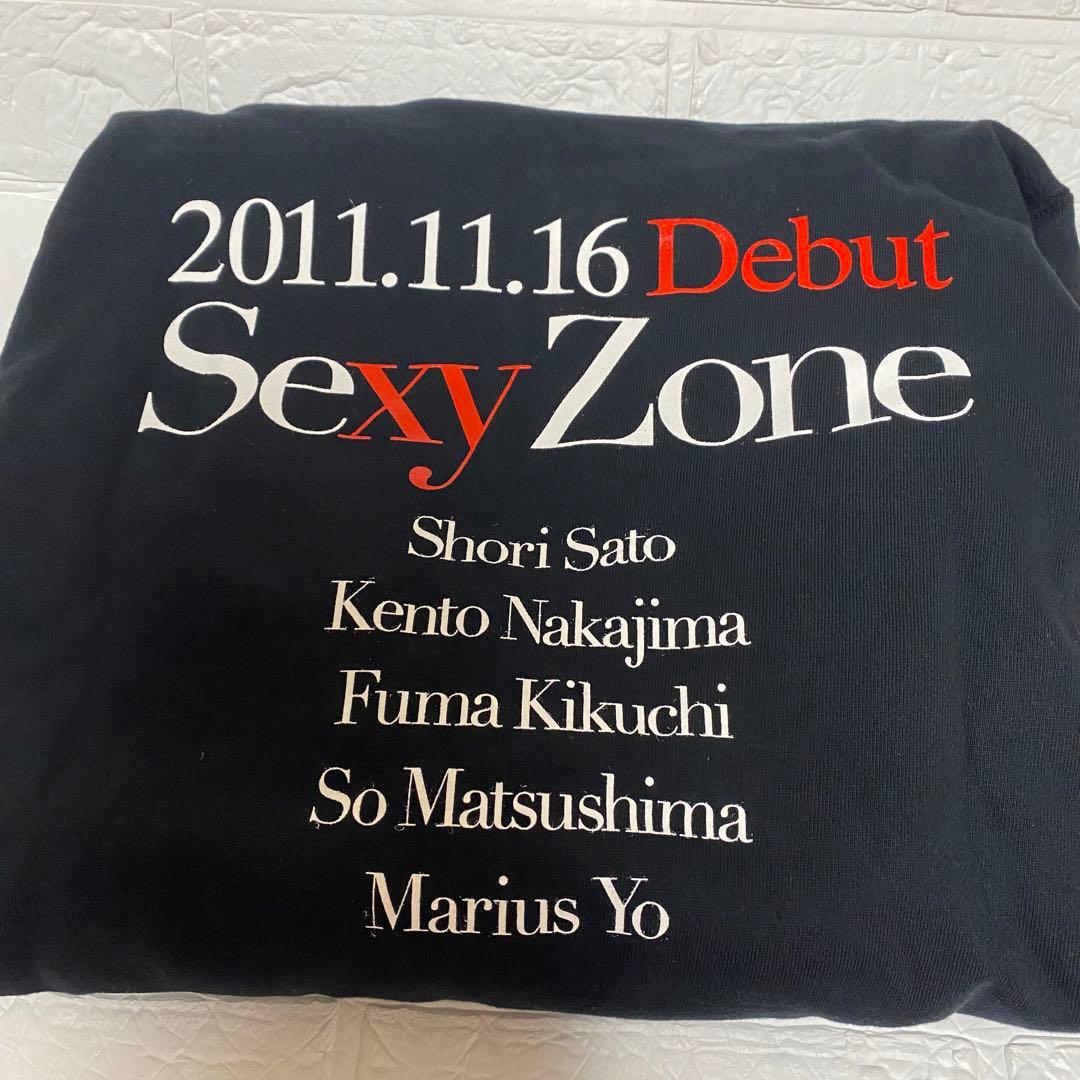 2011.11.16 Debut
Sexy Zone
Shori Sato
Kento Nakajima
Fuma Kikuchi
So Matsushima
Marius Yo